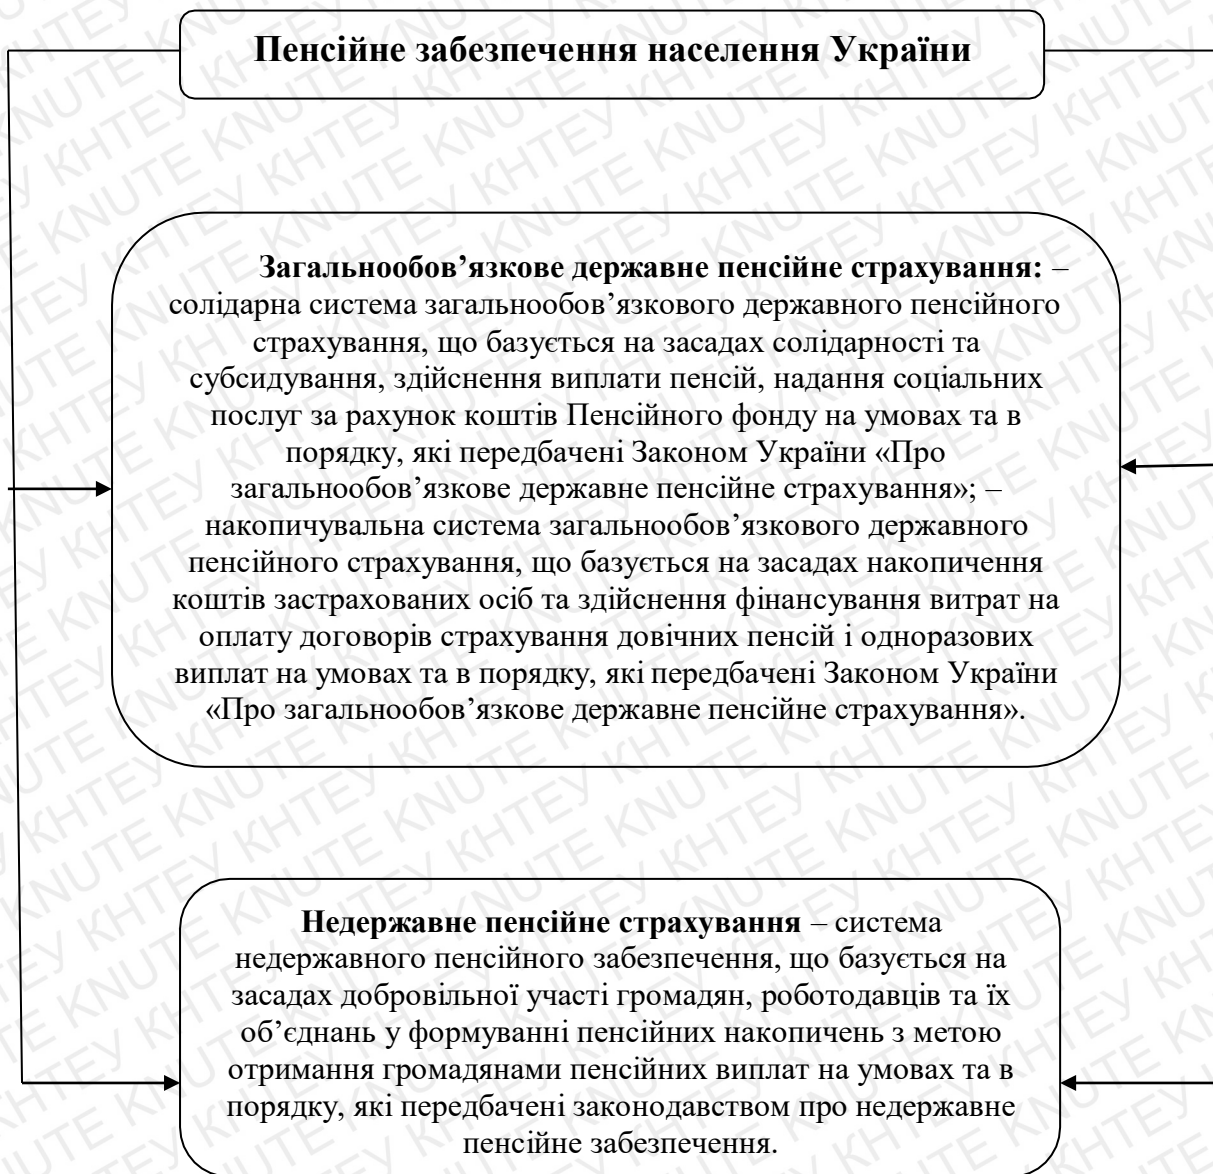 Пенсійне забезпечення населення України
Загальнообов’язкове державне пенсійне страхування: –
солідарна система загальнообов’язкового державного пенсійного
страхування, що базується на засадах солідарності та
субсидування, здійснення виплати пенсій, надання соціальних
послуг за рахунок коштів Пенсійного фонду на умовах та в
порядку, які передбачені Законом України «Про
загальнообов’язкове державне пенсійне страхування»; –
накопичувальна система загальнообов’язкового державного
пенсійного страхування, що базується на засадах накопичення
коштів застрахованих осіб та здійснення фінансування витрат на
оплату договорів страхування довічних пенсій і одноразових
виплат на умовах та в порядку, які передбачені Законом України
«Про загальнообов’язкове державне пенсійне страхування».
Недержавне пенсійне страхування – система
недержавного пенсійного забезпечення, що базується на
засадах добровільної участі громадян, роботодавців та їх
об’єднань у формуванні пенсійних накопичень з метою
отримання громадянами пенсійних виплат на умовах та в
порядку, які передбачені законодавством про недержавне
пенсійне забезпечення.